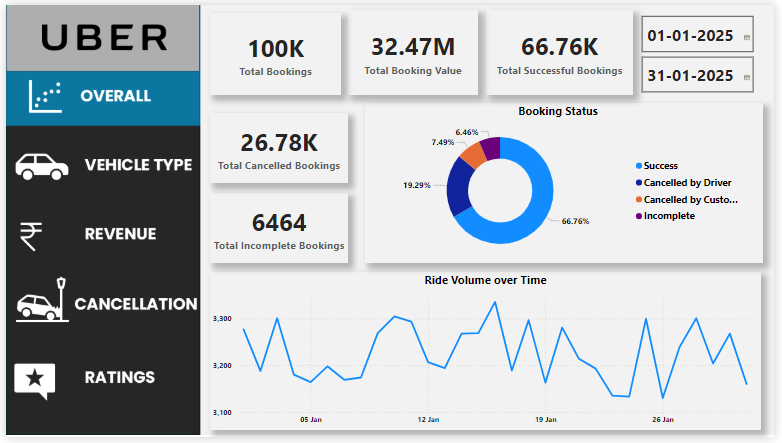 UBER
OVERALL
VEHICLE TYPE
REVENUE
CANCELLATION
RATINGS
100K
Total Bookings
32.47M
Total Booking Value
66.76K
Total Successful Bookings
01-01-2025
31-01-2025
26.78K
Total Cancelled Bookings
6464
Total Incomplete Bookings
Booking Status
6.46%
7.49%
19.29%
66.76%
Success
Cancelled by Driver
Cancelled by Custo...
Incomplete
Ride Volume over Time
3,300
3,200
3,100
05 Jan
12 Jan
19 Jan
26 Jan